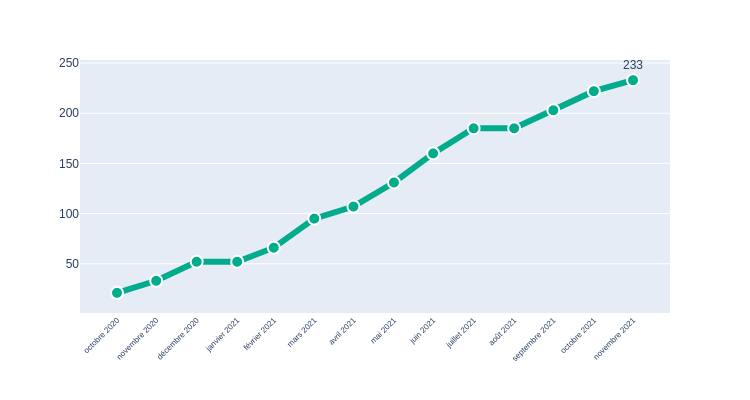 250
233
200
150
100
50
octobre 2020
novembre 2020
décembre 2020
janvier 2021
février 2021
mars 2021
avril 2021
mai 2021
juin 2021
juillet 2021
août 2021
septembre 2021
octobre 2021
novembre 2021